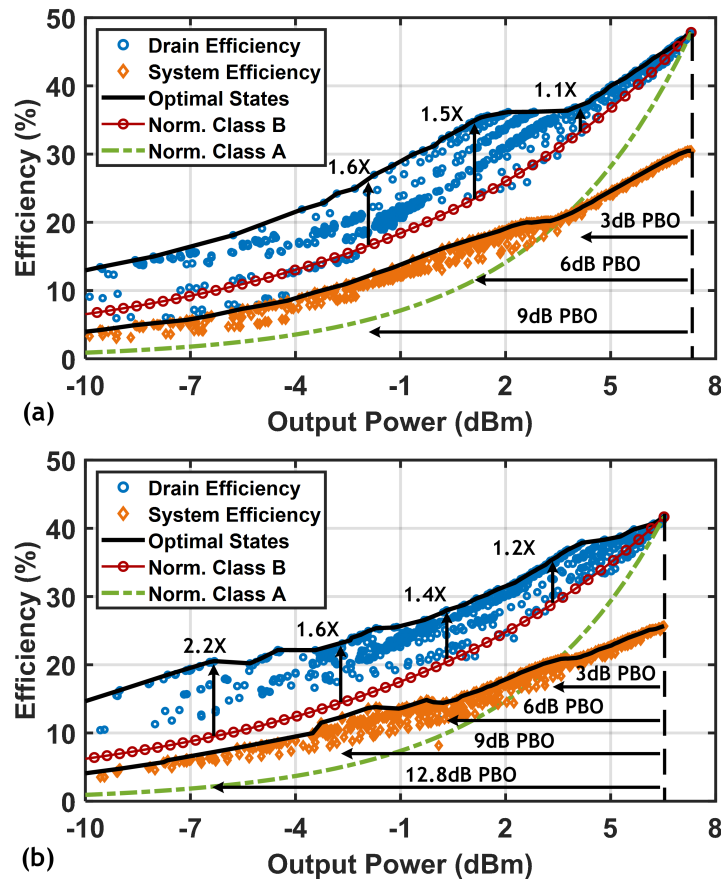 50
40
30
20
10
0
Efficiency (%)
Drain Efficiency
System Efficiency
Optimal States
Norm. Class B
Norm. Class A
1.6X
1.5X
1.1X
3dB PBO
6dB PBO
9dB PBO
-10 -7 -4 -1 2 5 8
Output Power (dBm)
(a)
50
40
30
20
10
0
Efficiency (%)
Drain Efficiency
System Efficiency
Optimal States
Norm. Class B
Norm. Class A
2.2X
1.6X
1.4X
1.2X
3dB PBO
6dB PBO
9dB PBO
12.8dB PBO
-10 -7 -4 -1 2 5 8
Output Power (dBm)
(b)